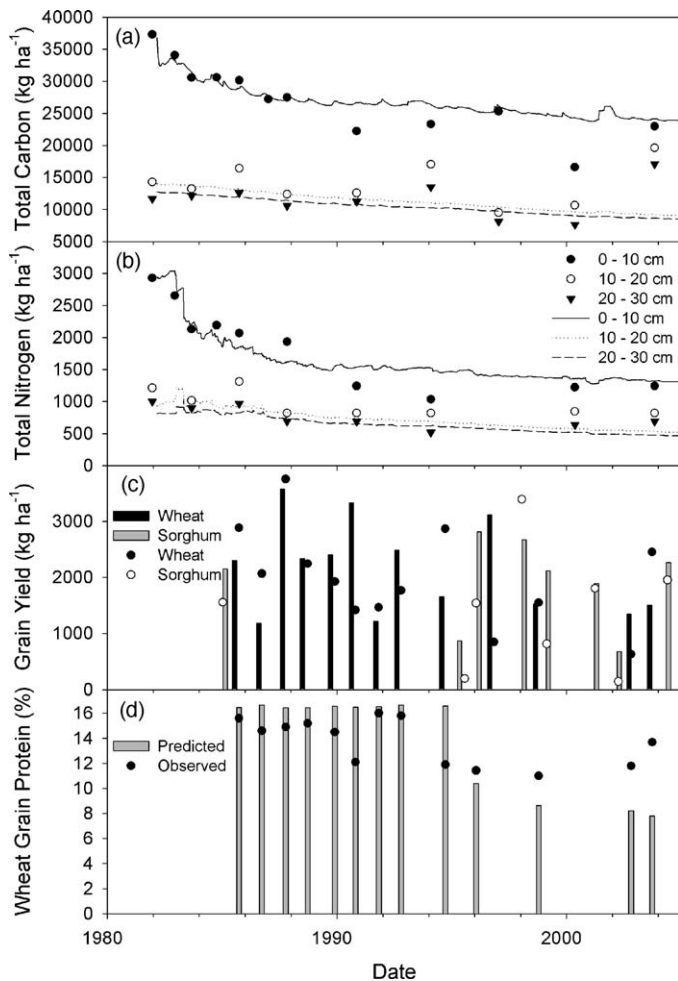 (a)
Total Carbon (kg ha⁻¹)
40000
35000
30000
25000
20000
15000
10000
5000
(b)
Total Nitrogen (kg ha⁻¹)
3000
2500
2000
1500
1000
500
0
0 - 10 cm
10 - 20 cm
20 - 30 cm
0 - 10 cm
10 - 20 cm
20 - 30 cm
(c)
Grain Yield (kg ha⁻¹)
3000
2000
1000
0
Wheat
Sorghum
Wheat
Sorghum
(d)
Wheat Grain Protein (%)
16
14
12
10
8
6
4
2
0
Predicted
Observed
1980
1990
2000
Date